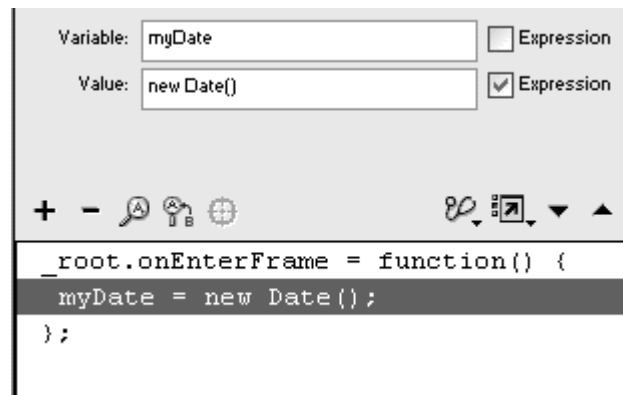 Variable: myDate Expression
Value: new Date() Expression
_root.onEnterFrame = function() {
myDate = new Date();
};